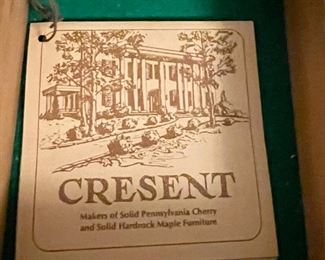 CRESENT
Makers of Solid Pennsylvania Cherry
and Solid Hardrock Maple Furniture